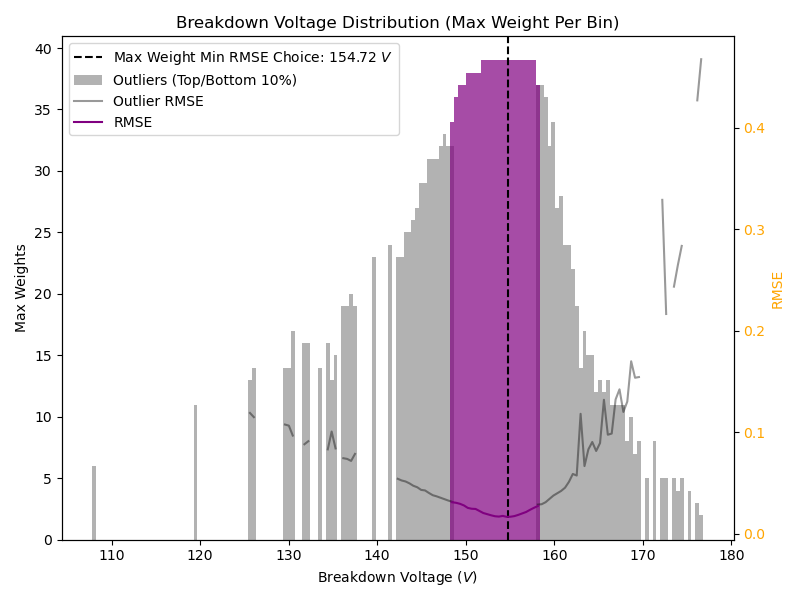 Breakdown Voltage Distribution (Max Weight Per Bin)
Max Weight Min RMSE Choice: 154.72 V
Outliers (Top/Bottom 10%)
Outlier RMSE
RMSE
40
35
30
25
20
15
10
5
0
Max Weights
0.4
0.3
0.2
0.1
0.0
RMSE
110 120 130 140 150 160 170 180
Breakdown Voltage (V)